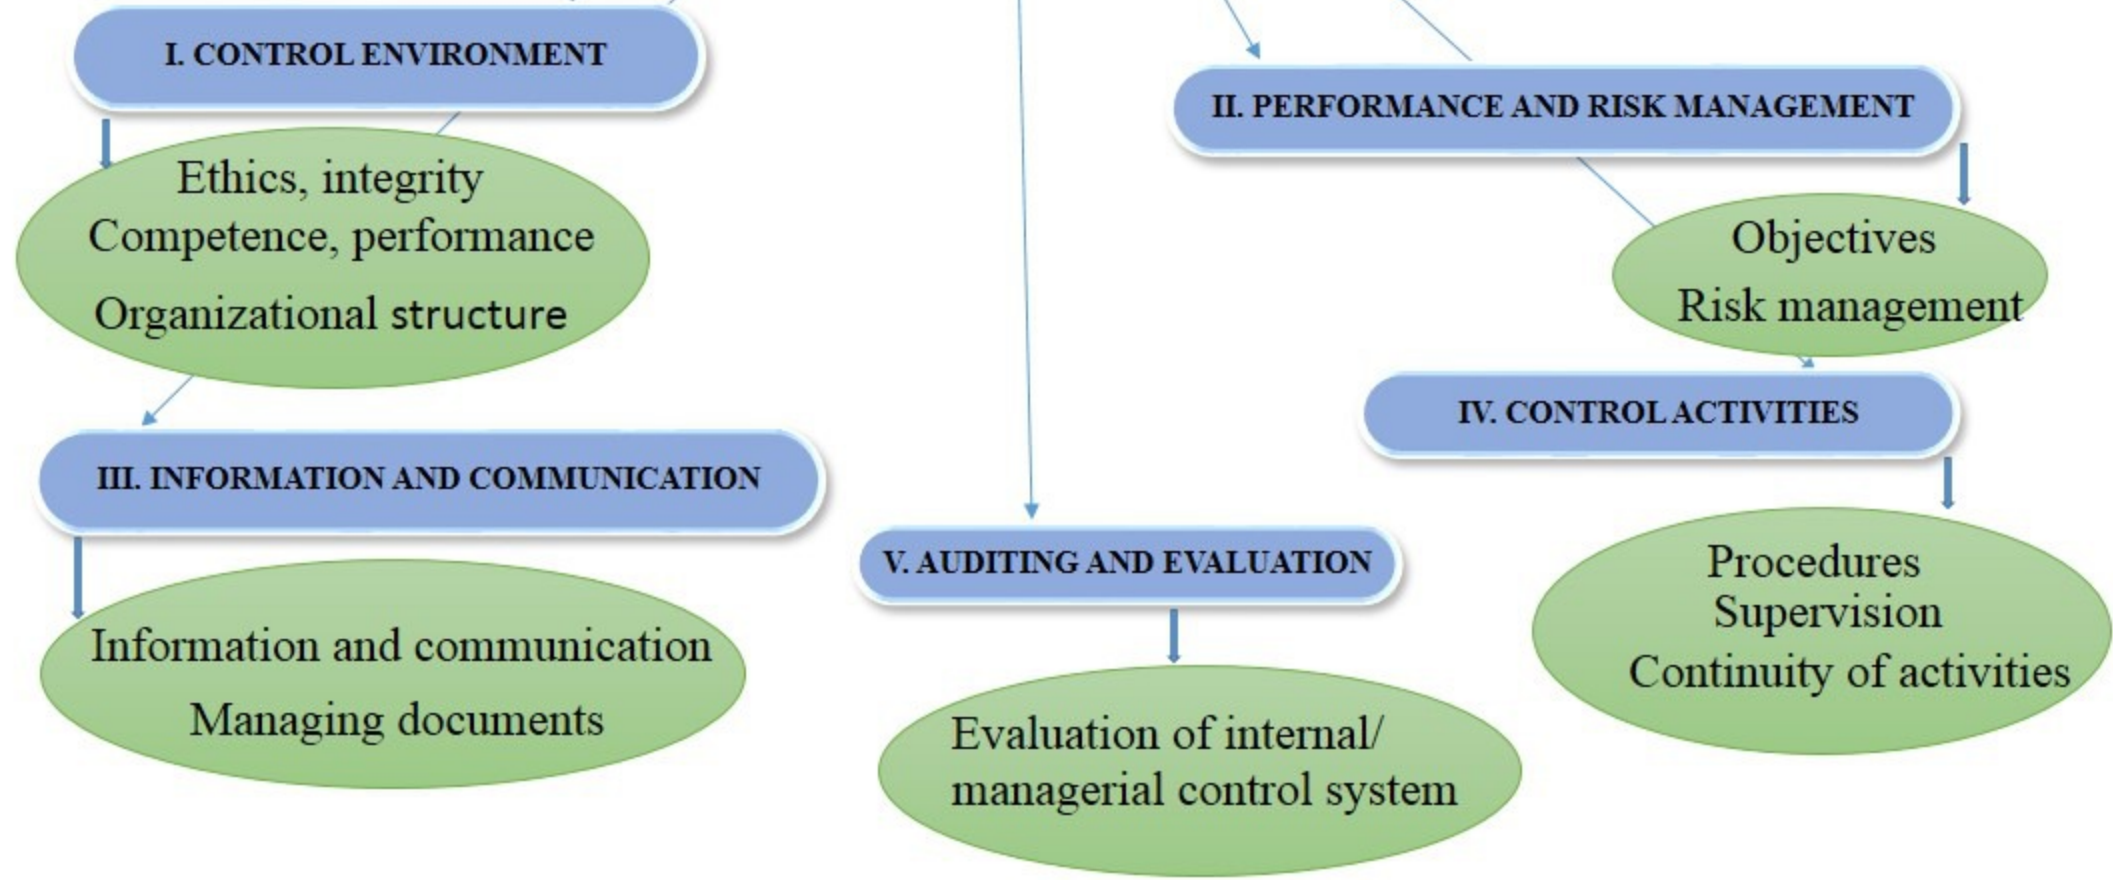 I. CONTROL ENVIRONMENT
Ethics, integrity
Competence, performance
Organizational structure
II. PERFORMANCE AND RISK MANAGEMENT
Objectives
Risk management
III. INFORMATION AND COMMUNICATION
Information and communication
Managing documents
IV. CONTROL ACTIVITIES
Procedures
Supervision
Continuity of activities
V. AUDITING AND EVALUATION
Evaluation of internal/
managerial control system